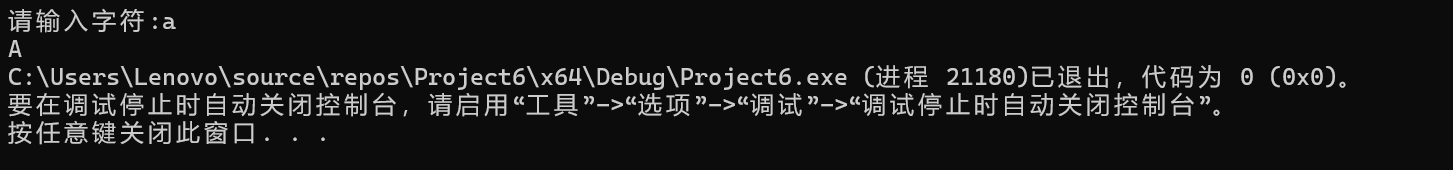 请输入字符:a
A
C:\Users\Lenovo\source\repos\Project6\x64\Debug\Project6.exe (进程 21180)已退出，代码为 0 (0x0)。
要在调试停止时自动关闭控制台，请启用“工具”->“选项”->“调试”->“调试停止时自动关闭控制台”。
按任意键关闭此窗口. . .